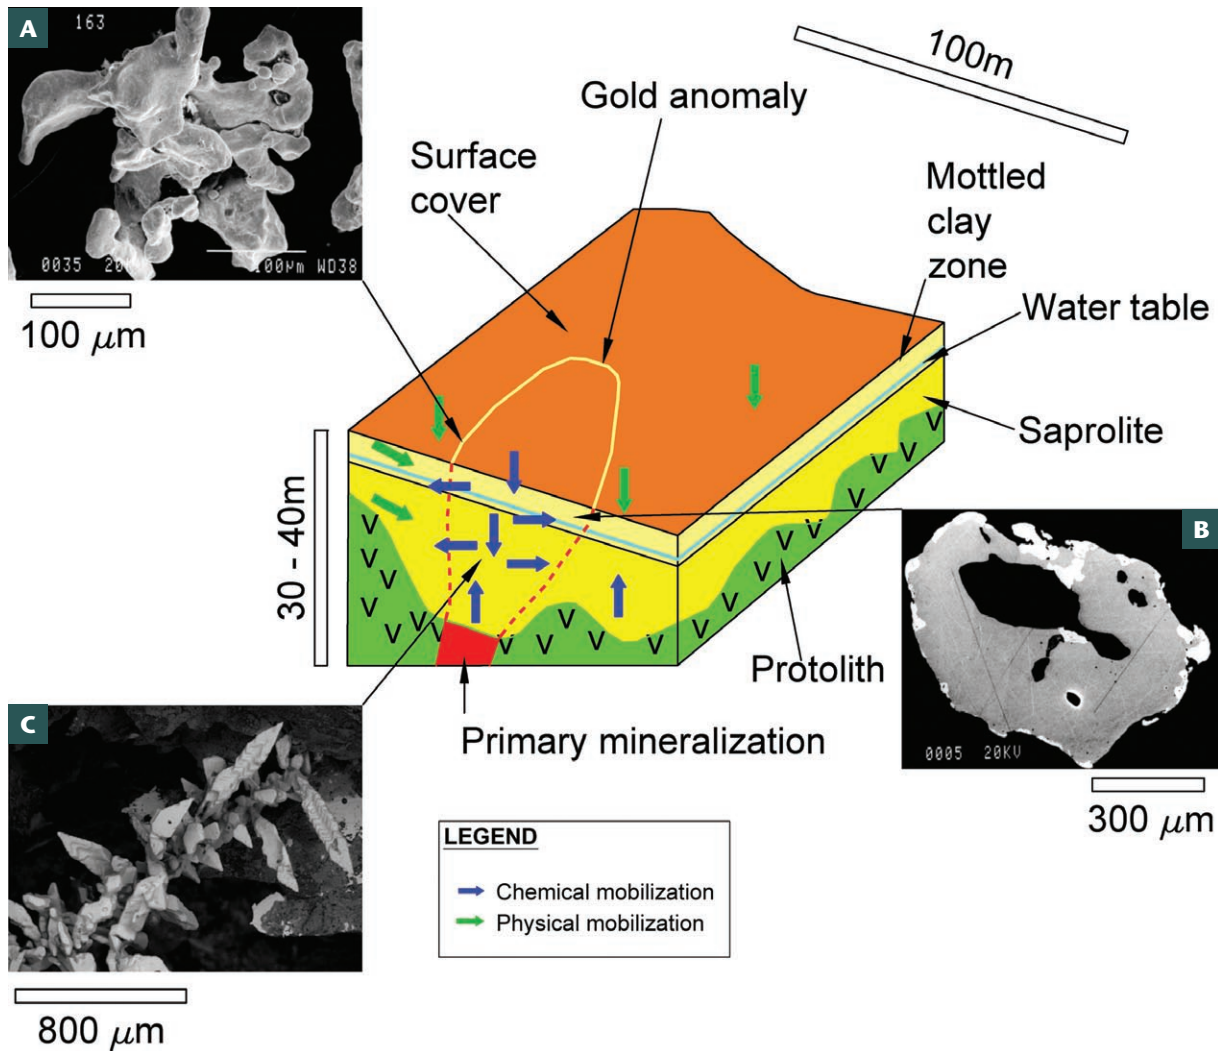 A
163
0035 20KV 100µm WD38
100 µm
Gold anomaly
Surface
cover
100m
Mottled
clay
zone
Water table
Saprolite
30 - 40m
V V V V V V V V V V V V V V V V V V V V V
B
0005 20KV
300 µm
Protolith
Primary mineralization
C
800 µm
LEGEND
Chemical mobilization
Physical mobilization